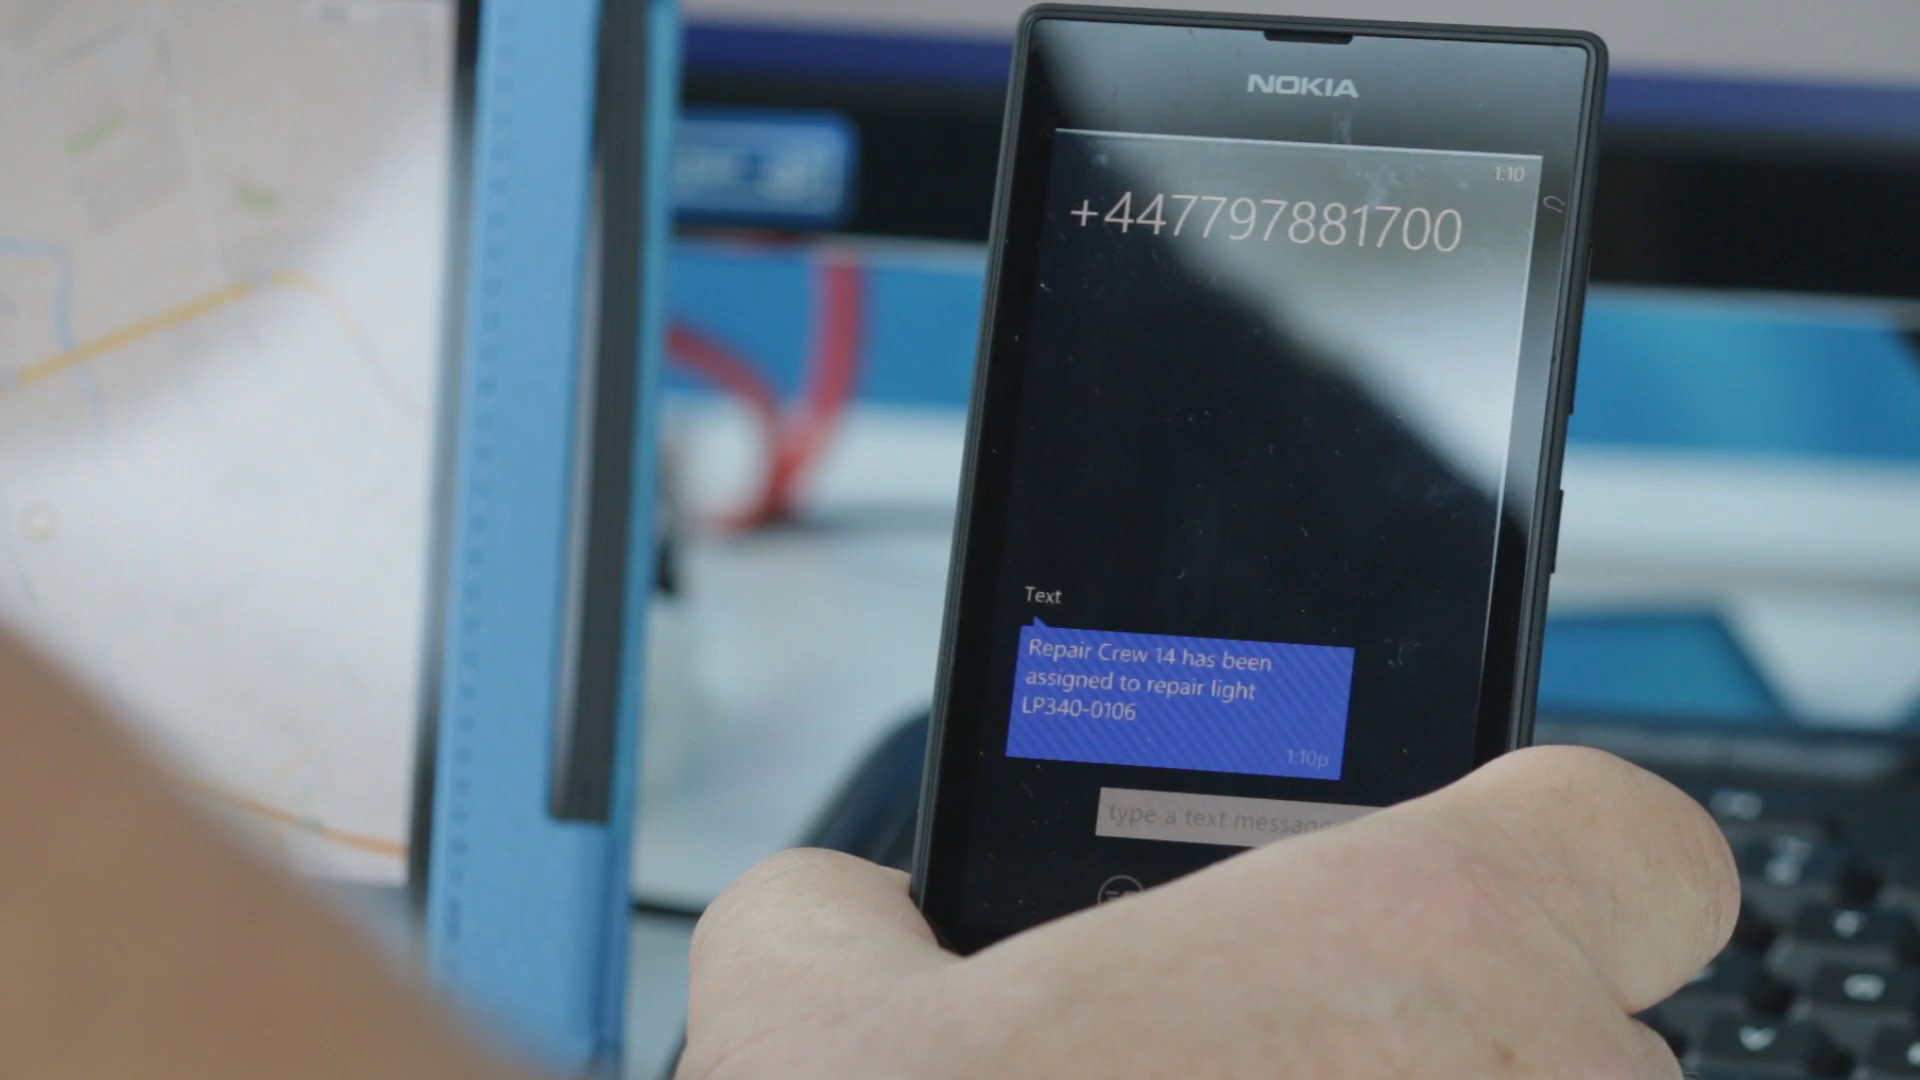 NOKIA
1:10
+447797881700
Text
Repair Crew 14 has been
assigned to repair light
LP340-0106
1:10p
type a text message